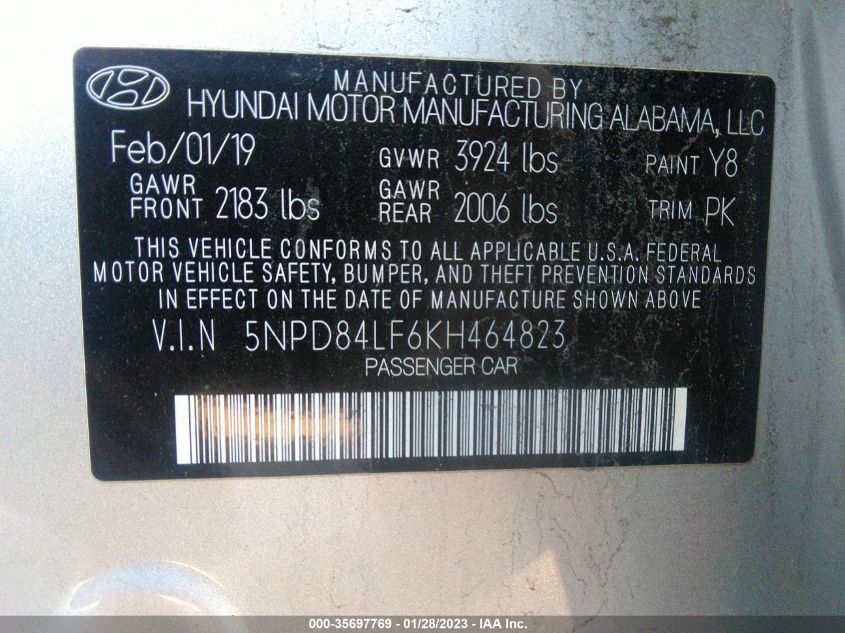 MANUFACTURED BY
HYUNDAI MOTOR MANUFACTURING ALABAMA, LLC
Feb/01/19 GVWR 3924 lbs PAINT Y8
GAWR FRONT 2183 lbs GAWR REAR 2006 lbs TRIM PK
THIS VEHICLE CONFORMS TO ALL APPLICABLE U.S.A. FEDERAL
MOTOR VEHICLE SAFETY, BUMPER, AND THEFT PREVENTION STANDARDS
IN EFFECT ON THE DATE OF MANUFACTURE SHOWN ABOVE
V.I.N 5NPD84LF6KH464823
PASSENGER CAR
000-35697769 - 01/28/2023 - IAA Inc.